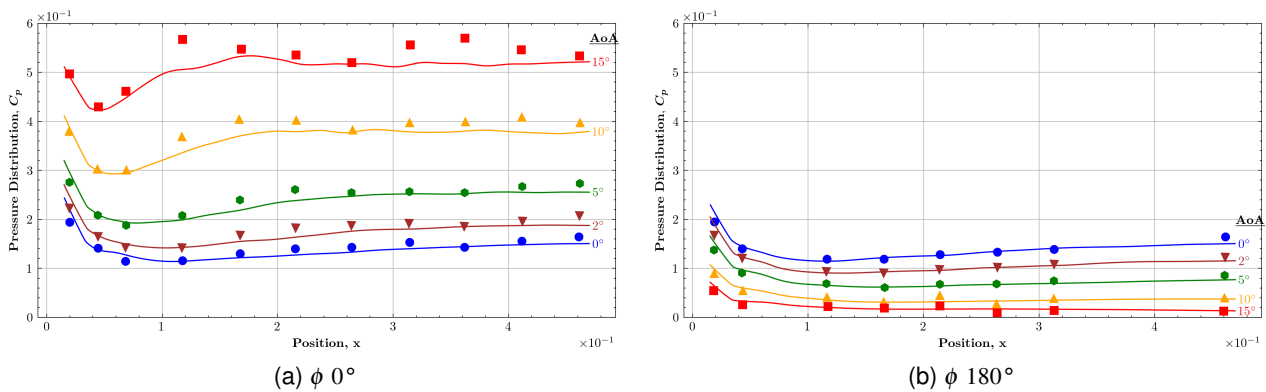 ×10⁻¹
6
5
4
3
2
1
0
Pressure Distribution, Cₚ
AoA
15°
10°
5°
2°
0°
0 1 2 3 4
Position, x
×10⁻¹
(a) ϕ 0°
×10⁻¹
6
5
4
3
2
1
0
Pressure Distribution, Cₚ
AoA
0°
2°
5°
10°
15°
0 1 2 3 4
Position, x
×10⁻¹
(b) ϕ 180°